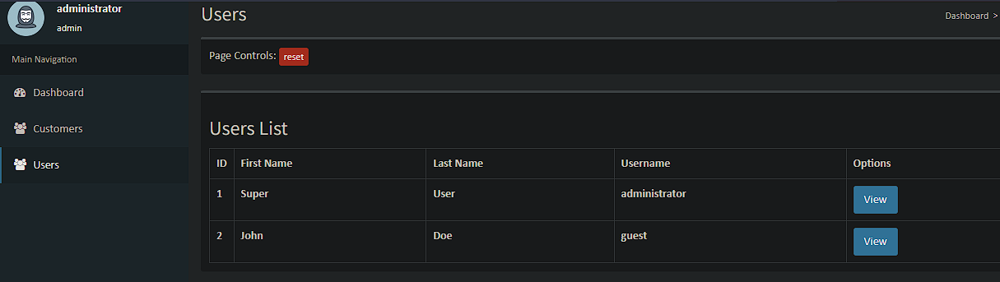 administrator
admin
Main Navigation
Dashboard
Customers
Users
Users
Dashboard >
Page Controls: reset
Users List
ID First Name Last Name Username Options
1 Super User administrator View
2 John Doe guest View